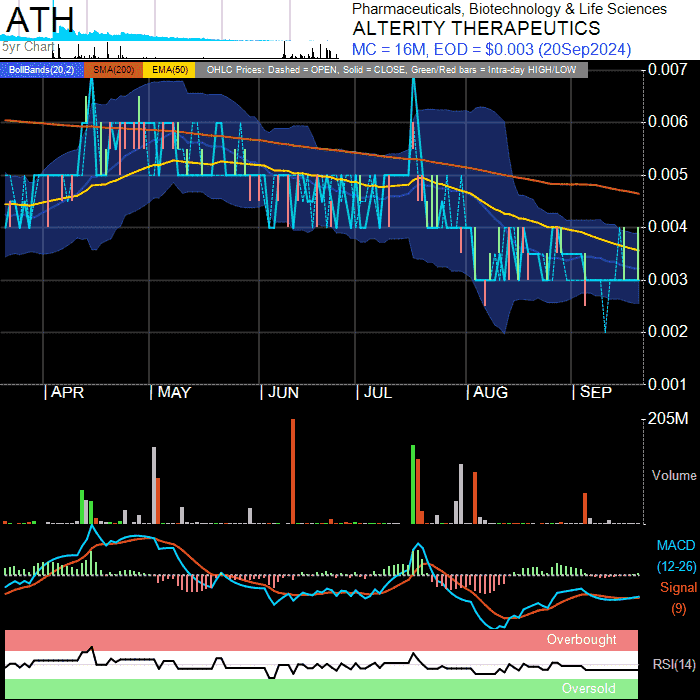 ATH
Pharmaceuticals, Biotechnology & Life Sciences
ALTERITY THERAPEUTICS
MC = 16M, EOD = $0.003 (20Sep2024)
5yr Chart
BollBands(20,2) SMA(200) EMA(50) OHLC Prices: Dashed = OPEN, Solid = CLOSE, Green/Red bars = Intra-day HIGH/LOW
0.007
0.006
0.005
0.004
0.003
0.002
0.001
APR MAY JUN JUL AUG SEP
205M
Volume
MACD
(12-26)
Signal
(9)
Overbought
RSI(14)
Oversold